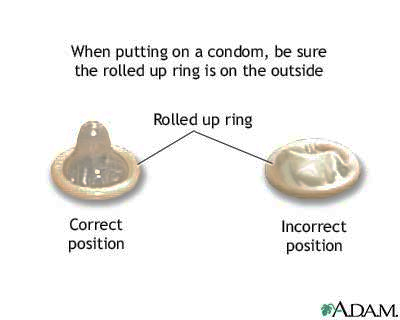 When putting on a condom, be sure
the rolled up ring is on the outside
Rolled up ring
Correct
position
Incorrect
position
ADAM.